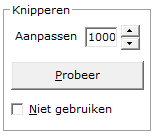 Knipperen
Aanpassen 1000
Probeer
Niet gebruiken